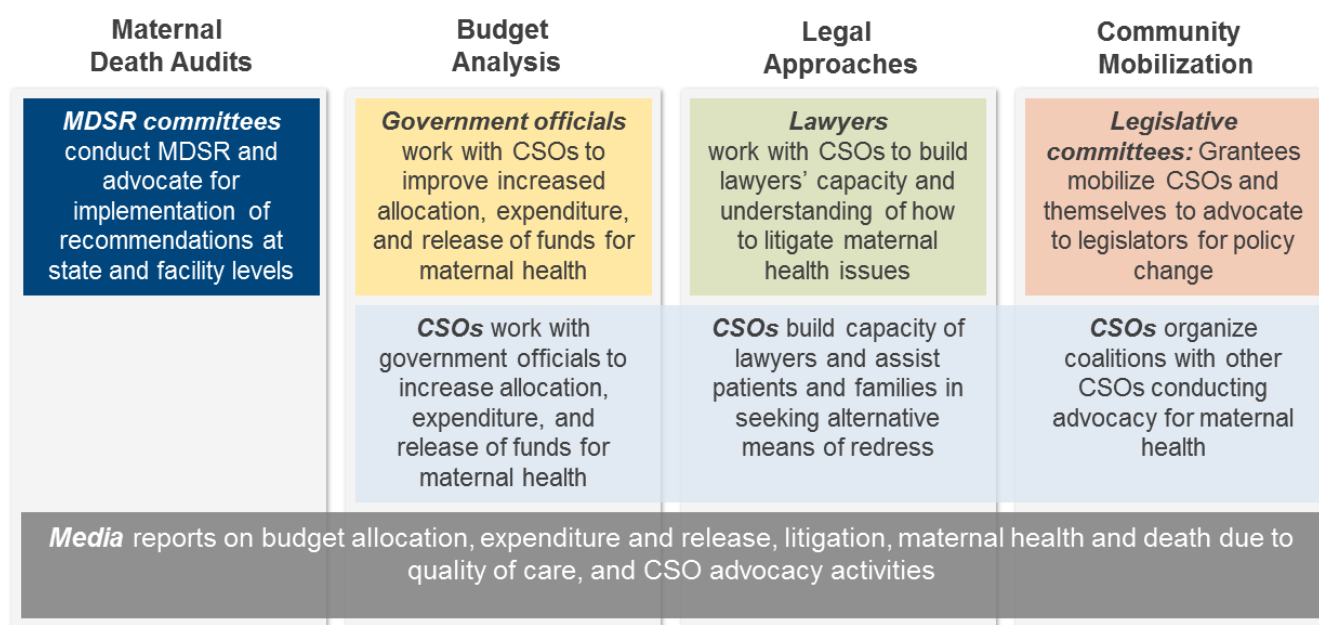 Maternal
Death Audits
Budget
Analysis
Legal
Approaches
Community
Mobilization
MDSR committees
conduct MDSR and
advocate for
implementation of
recommendations at
state and facility levels
Government officials
work with CSOs to
improve increased
allocation, expenditure,
and release of funds for
maternal health
Lawyers
work with CSOs to build
lawyers’ capacity and
understanding of how
to litigate maternal
health issues
Legislative
committees: Grantees
mobilize CSOs and
themselves to advocate
to legislators for policy
change
CSOs work with
government officials to
increase allocation,
expenditure, and
release of funds for
maternal health
CSOs build capacity of
lawyers and assist
patients and families in
seeking alternative
means of redress
CSOs organize
coalitions with other
CSOs conducting
advocacy for maternal
health
Media reports on budget allocation, expenditure and release, litigation, maternal health and death due to
quality of care, and CSO advocacy activities